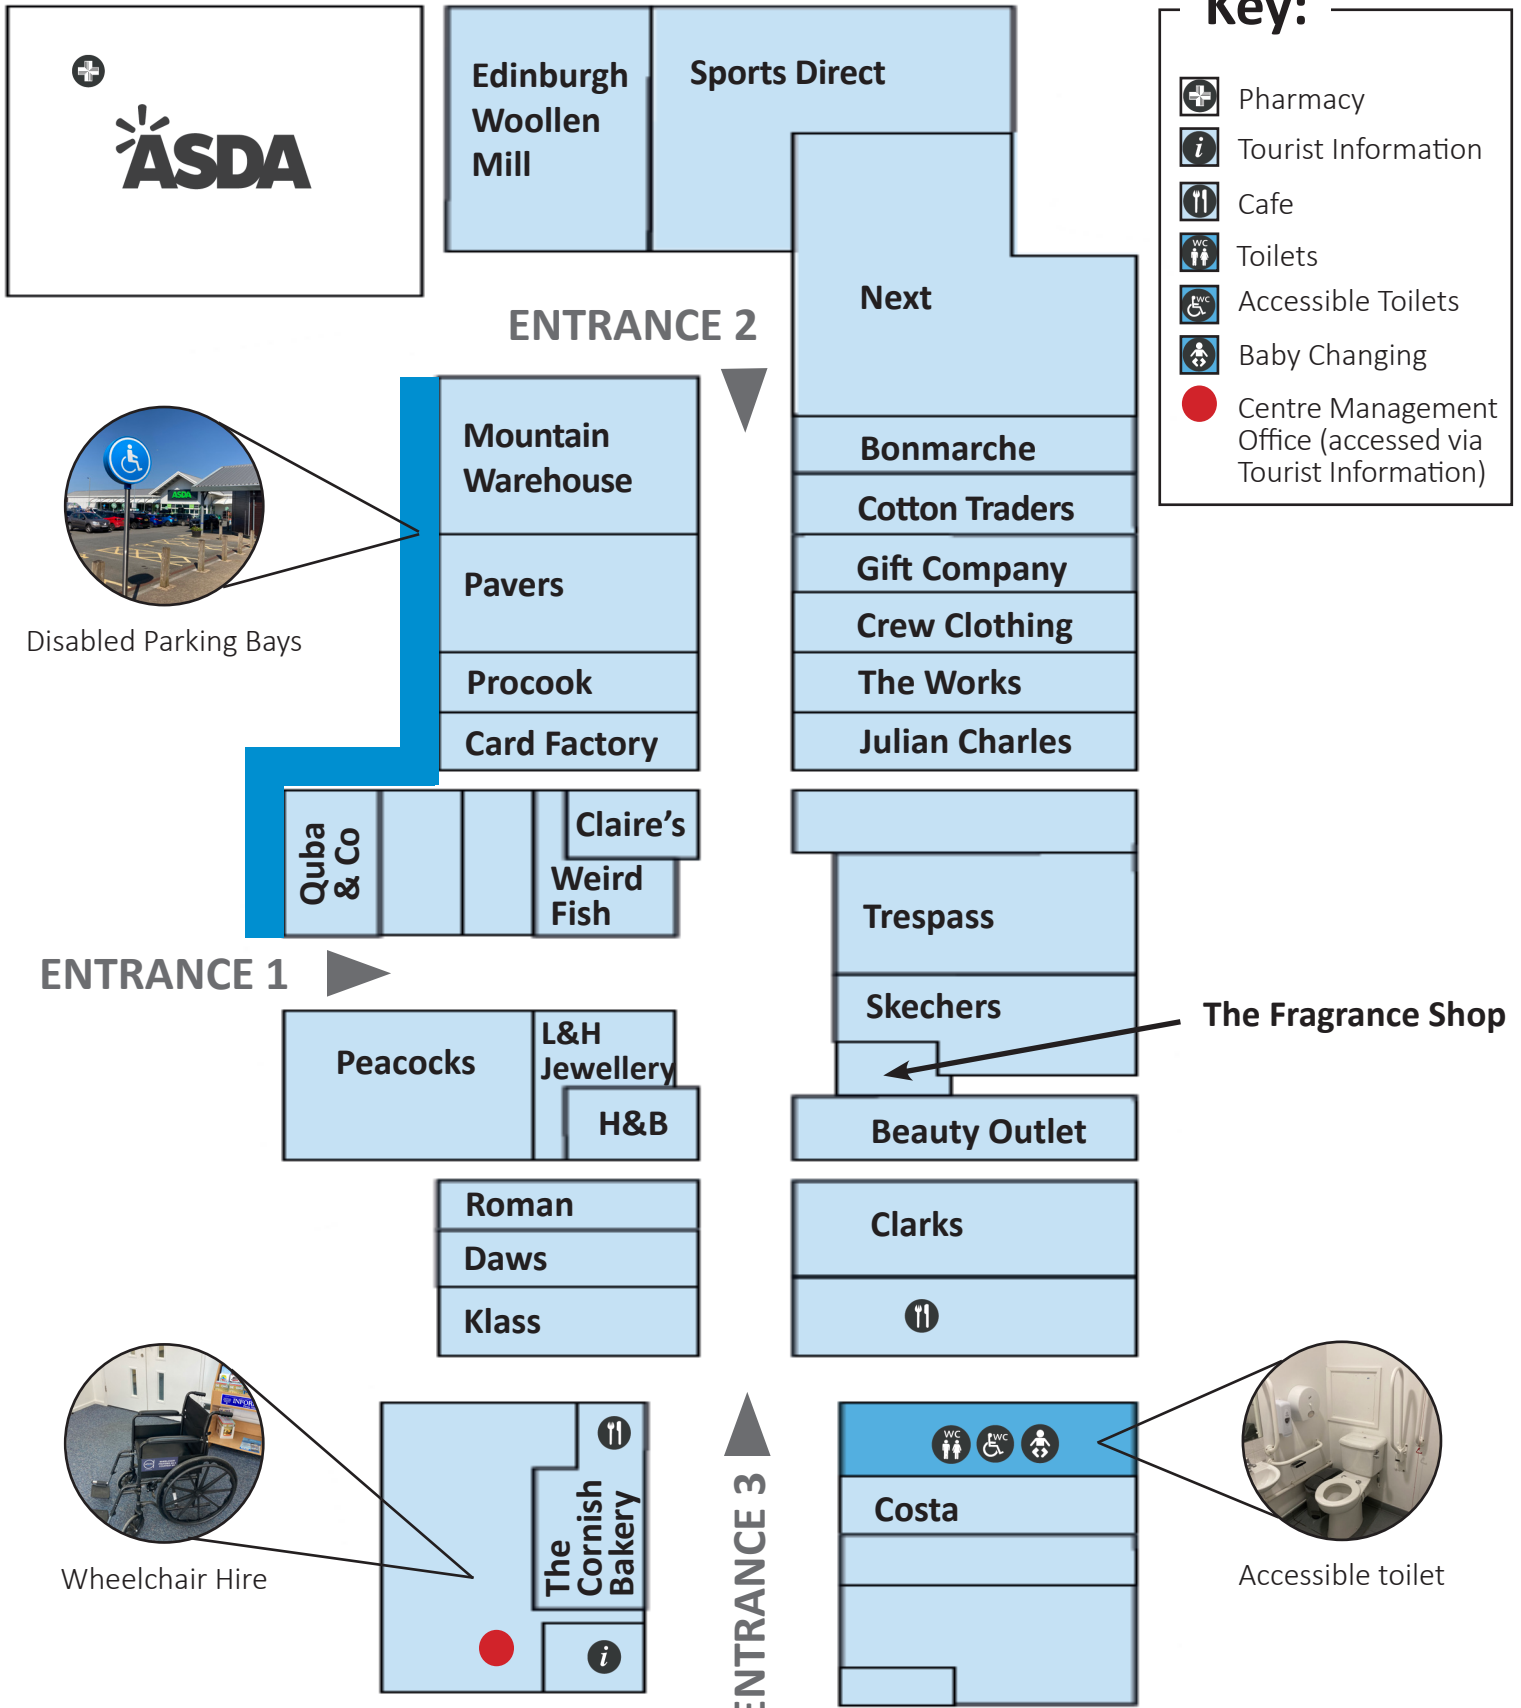 Key:
Pharmacy
Tourist Information
Cafe
WC
Toilets
WC
Accessible Toilets
Baby Changing
Centre Management
Office (accessed via
Tourist Information)
ASDA
Edinburgh
Woollen
Mill
Sports Direct
Next
ENTRANCE 2
Mountain
Warehouse
Bonmarche
Cotton Traders
ASDA
Pavers
Gift Company
Crew Clothing
Disabled Parking Bays
Procook
The Works
Card Factory
Julian Charles
Quba
& Co
Claire's
Weird
Fish
Trespass
ENTRANCE 1
Skechers
The Fragrance Shop
Peacocks
L&H
Jewellery
H&B
Beauty Outlet
Roman
Daws
Klass
Clarks
WC
WC
The
Cornish
Bakery
Costa
ENTRANCE 3
Wheelchair Hire
Accessible toilet